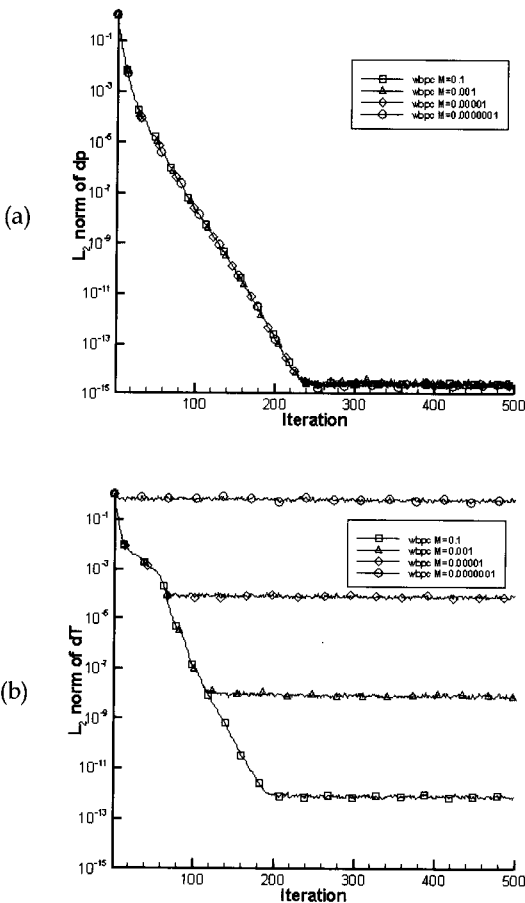 (a)
L₂ norm of dp
10⁻¹
10⁻³
10⁻⁵
10⁻⁷
10⁻⁹
10⁻¹¹
10⁻¹³
10⁻¹⁵
wbpc M=0.1
wbpc M=0.001
wbpc M=0.00001
wbpc M=0.0000001
100 200 300 400 500
Iteration
(b)
L₂ norm of dT
10⁻¹
10⁻³
10⁻⁵
10⁻⁷
10⁻⁹
10⁻¹¹
10⁻¹³
10⁻¹⁵
wbpc M=0.1
wbpc M=0.001
wbpc M=0.00001
wbpc M=0.0000001
100 200 300 400 500
Iteration